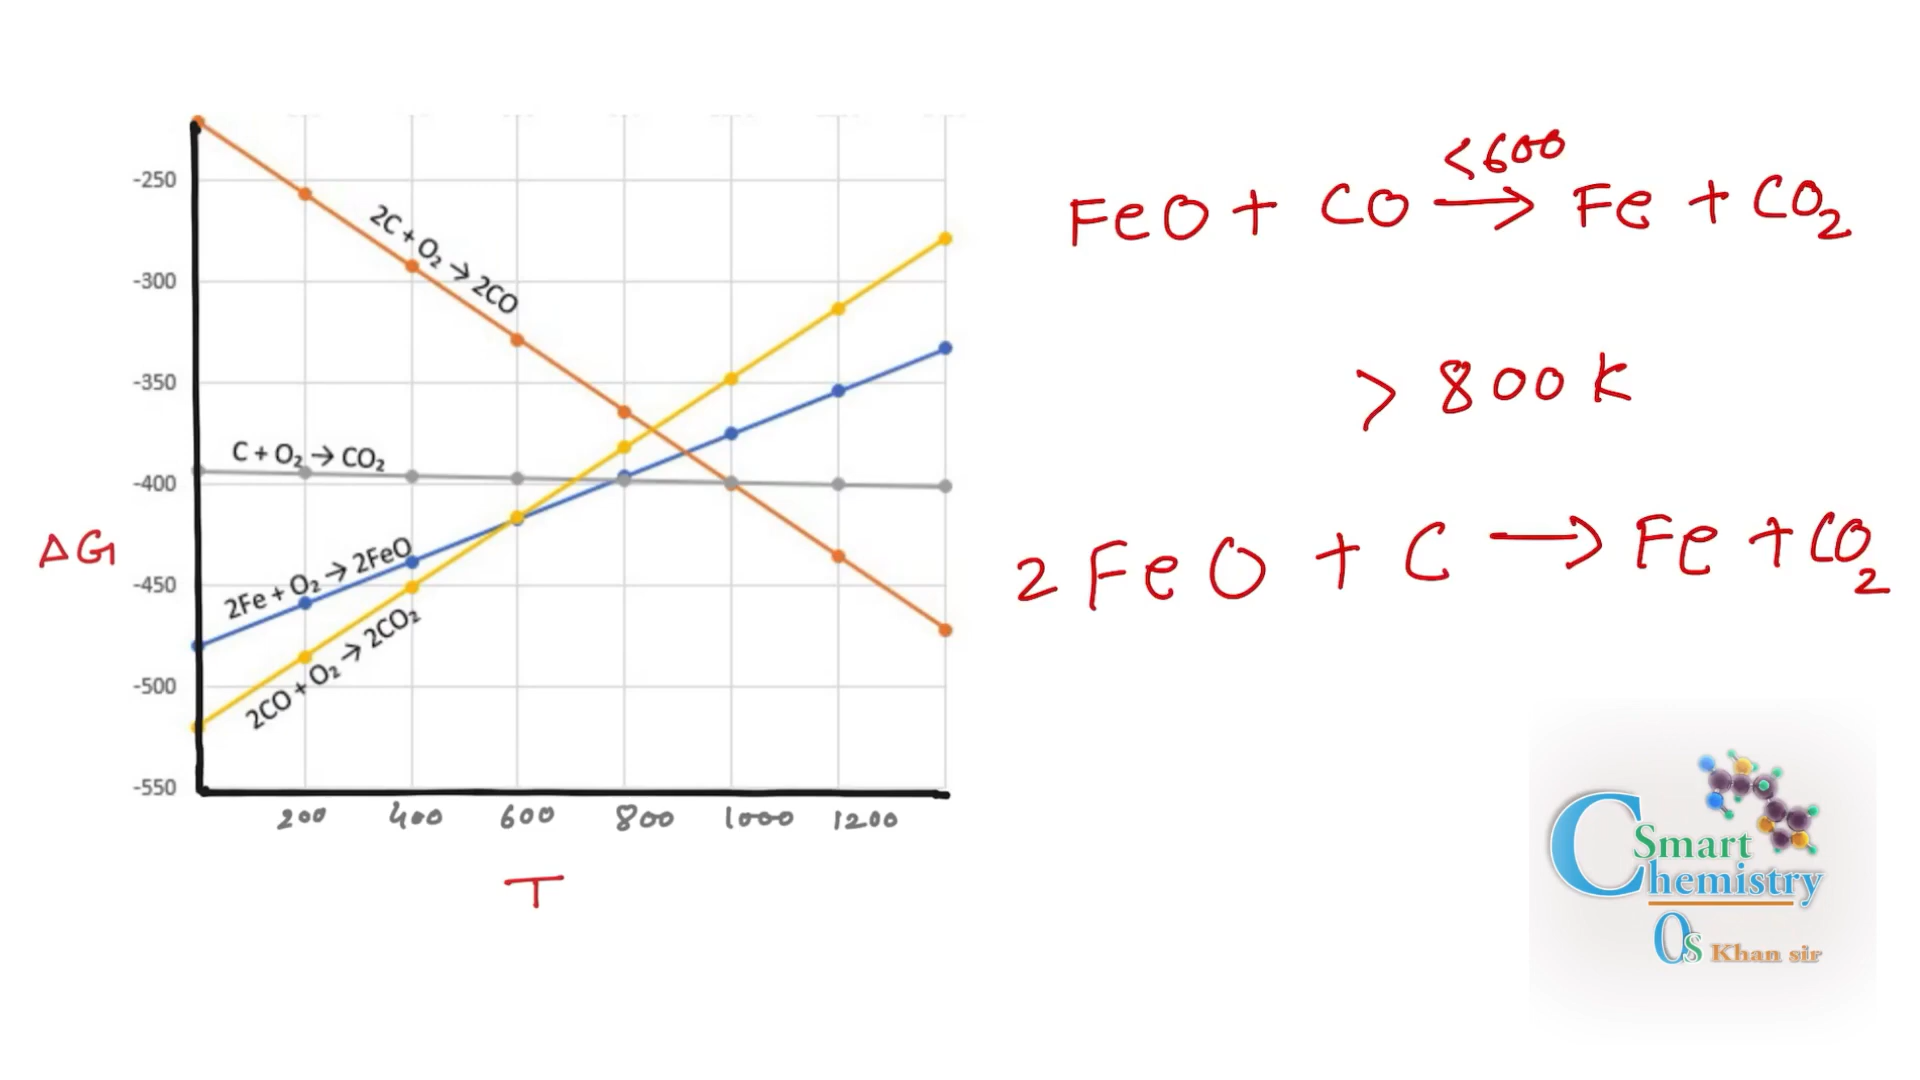 -250
-300
-350
-400
-450
-500
-550
2C + O₂ → 2CO
C + O₂ → CO₂
2Fe + O₂ → 2FeO
2CO + O₂ → 2CO₂
ΔG
200 400 600 800 1000 1200
T
<600
FeO + CO → Fe + CO₂
> 800 K
2FeO + C → Fe + CO₂
Smart
Chemistry
Os Khan sir